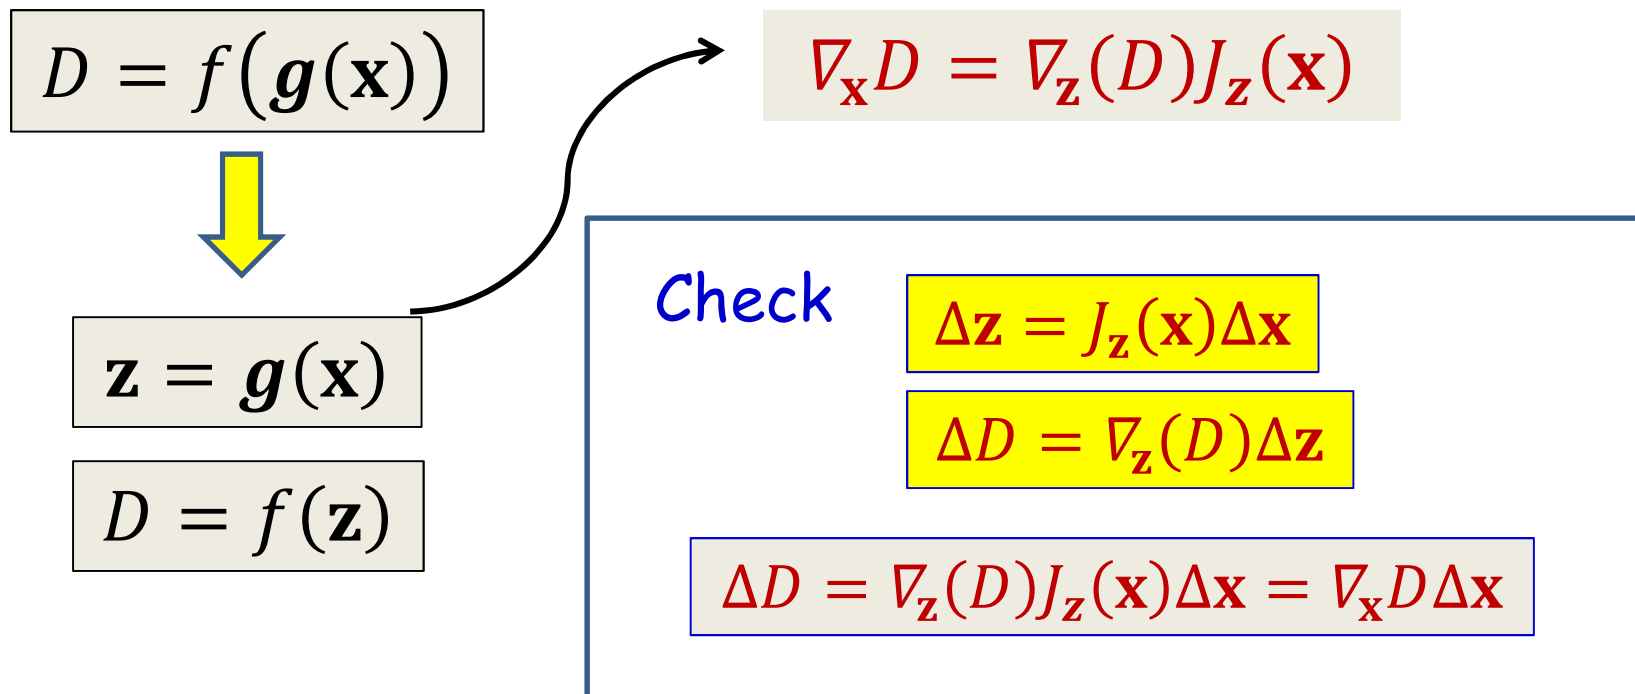 D = f(g(x))
∇ₓD = ∇_z(D)J_z(x)
z = g(x)
D = f(z)
Check
Δz = J_z(x)Δx
ΔD = ∇_z(D)Δz
ΔD = ∇_z(D)J_z(x)Δx = ∇ₓDΔx